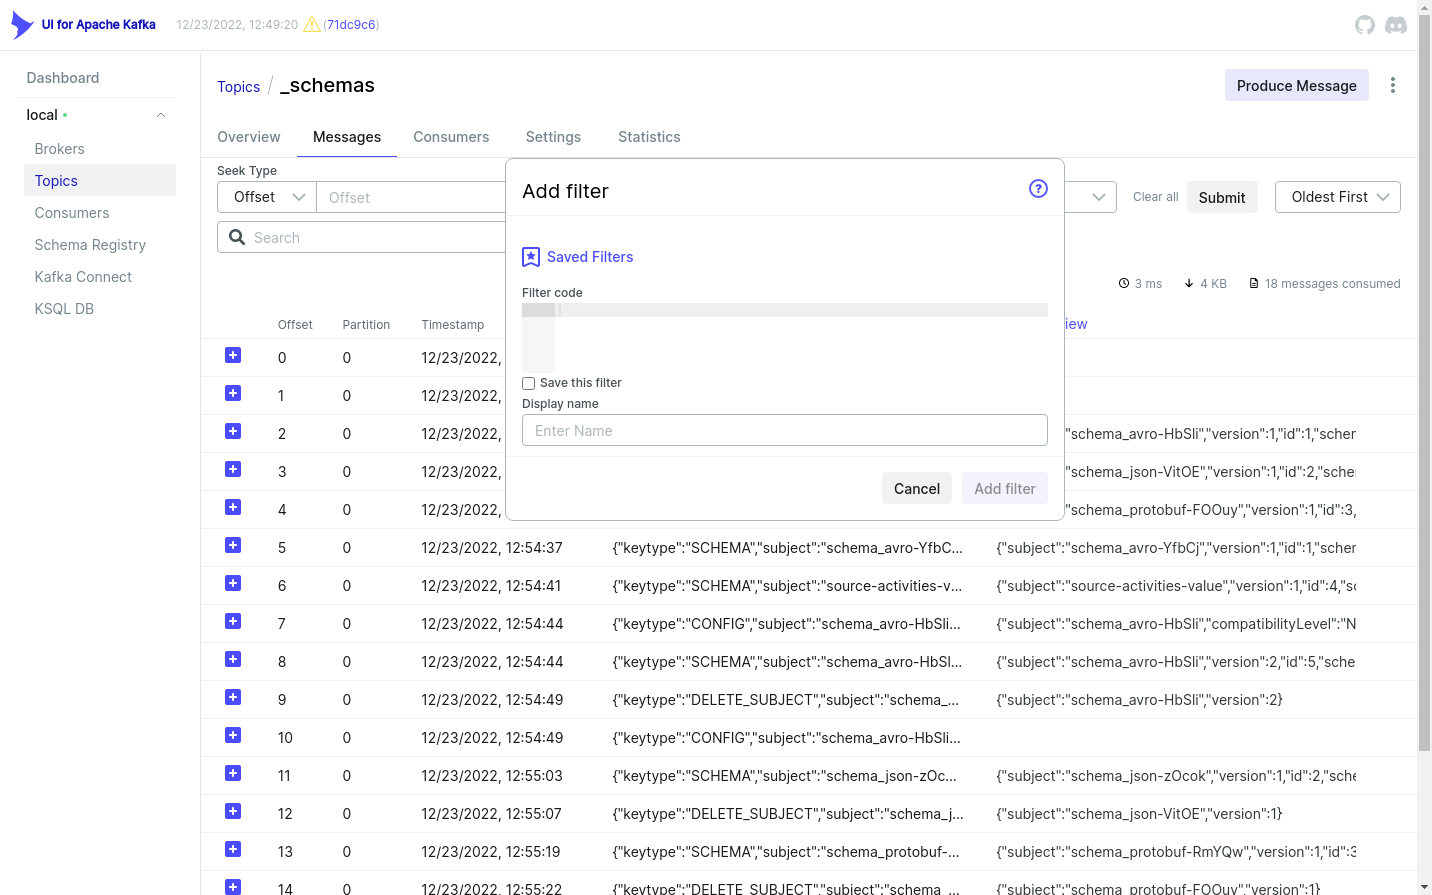 UI for Apache Kafka 12/23/2022, 12:49:20 (71dc9c6)
Dashboard
local
Brokers
Topics
Consumers
Schema Registry
Kafka Connect
KSQL DB
Topics / _schemas
Produce Message
Overview Messages Consumers Settings Statistics
Seek Type
Offset Offset
Clear all Submit Oldest First
Search
Add filter ?
Saved Filters
Filter code
Save this filter
Display name
Enter Name
Cancel Add filter
3 ms 4 KB 18 messages consumed
Offset Partition Timestamp iew
0 0 12/23/2022,
1 0 12/23/2022,
2 0 12/23/2022, "schema_avro-HbSli","version":1,"id":1,"scher
3 0 12/23/2022, "schema_json-VitOE","version":1,"id":2,"sche
4 0 12/23/2022, "schema_protobuf-FOOuy","version":1,"id":3,
5 0 12/23/2022, 12:54:37 {"keytype":"SCHEMA","subject":"schema_avro-YfbC... {"subject":"schema_avro-YfbCj","version":1,"id":1,"scher
6 0 12/23/2022, 12:54:41 {"keytype":"SCHEMA","subject":"source-activities-v... {"subject":"source-activities-value","version":1,"id":4,"sc
7 0 12/23/2022, 12:54:44 {"keytype":"CONFIG","subject":"schema_avro-HbSli... {"subject":"schema_avro-HbSli","compatibilityLevel":"N
8 0 12/23/2022, 12:54:44 {"keytype":"SCHEMA","subject":"schema_avro-HbSl... {"subject":"schema_avro-HbSli","version":2,"id":5,"sche
9 0 12/23/2022, 12:54:49 {"keytype":"DELETE_SUBJECT","subject":"schema_... {"subject":"schema_avro-HbSli","version":2}
10 0 12/23/2022, 12:54:49 {"keytype":"CONFIG","subject":"schema_avro-HbSli...
11 0 12/23/2022, 12:55:03 {"keytype":"SCHEMA","subject":"schema_json-zOc... {"subject":"schema_json-zOcok","version":1,"id":2,"sche
12 0 12/23/2022, 12:55:07 {"keytype":"DELETE_SUBJECT","subject":"schema_j... {"subject":"schema_json-VitOE","version":1}
13 0 12/23/2022, 12:55:19 {"keytype":"SCHEMA","subject":"schema_protobuf-... {"subject":"schema_protobuf-RmYQw","version":1,"id":3
14 0 12/23/2022, 12:55:22 {"keytype":"DELETE_SUBJECT","subject":"schema_... {"subject":"schema_protobuf-FOOuy","version":1}